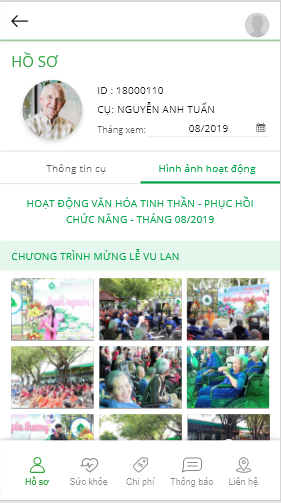 HỒ SƠ
ID : 18000110
CỤ: NGUYỄN ANH TUẤN
Tháng xem: 08/2019
Thông tin cụ Hình ảnh hoạt động
HOẠT ĐỘNG VĂN HÓA TINH THẦN - PHỤC HỒI
CHỨC NĂNG - THÁNG 08/2019
CHƯƠNG TRÌNH MỪNG LỄ VU LAN
Hồ sơ Sức khỏe Chi phí Thông báo Liên hệ